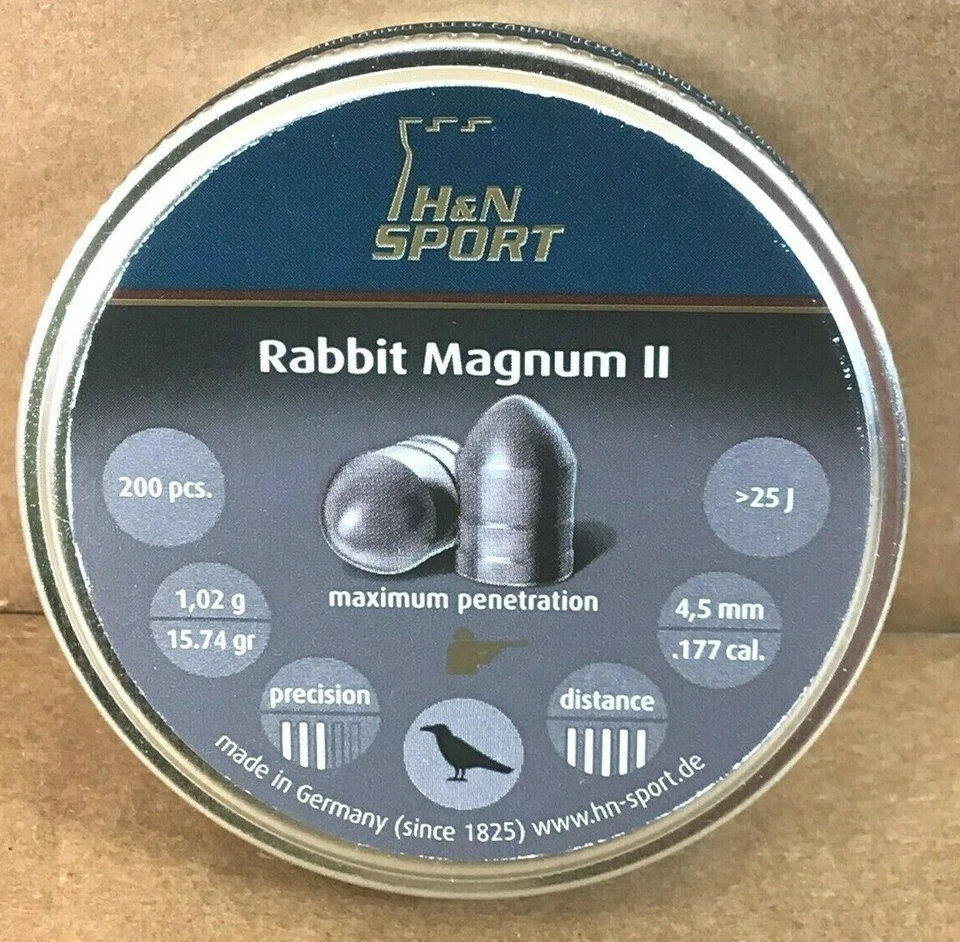 H&N
SPORT
Rabbit Magnum II
200 pcs.
>25 J
maximum penetration
1,02 g
15.74 gr
4,5 mm
.177 cal.
precision
distance
made in Germany (since 1825) www.hn-sport.de